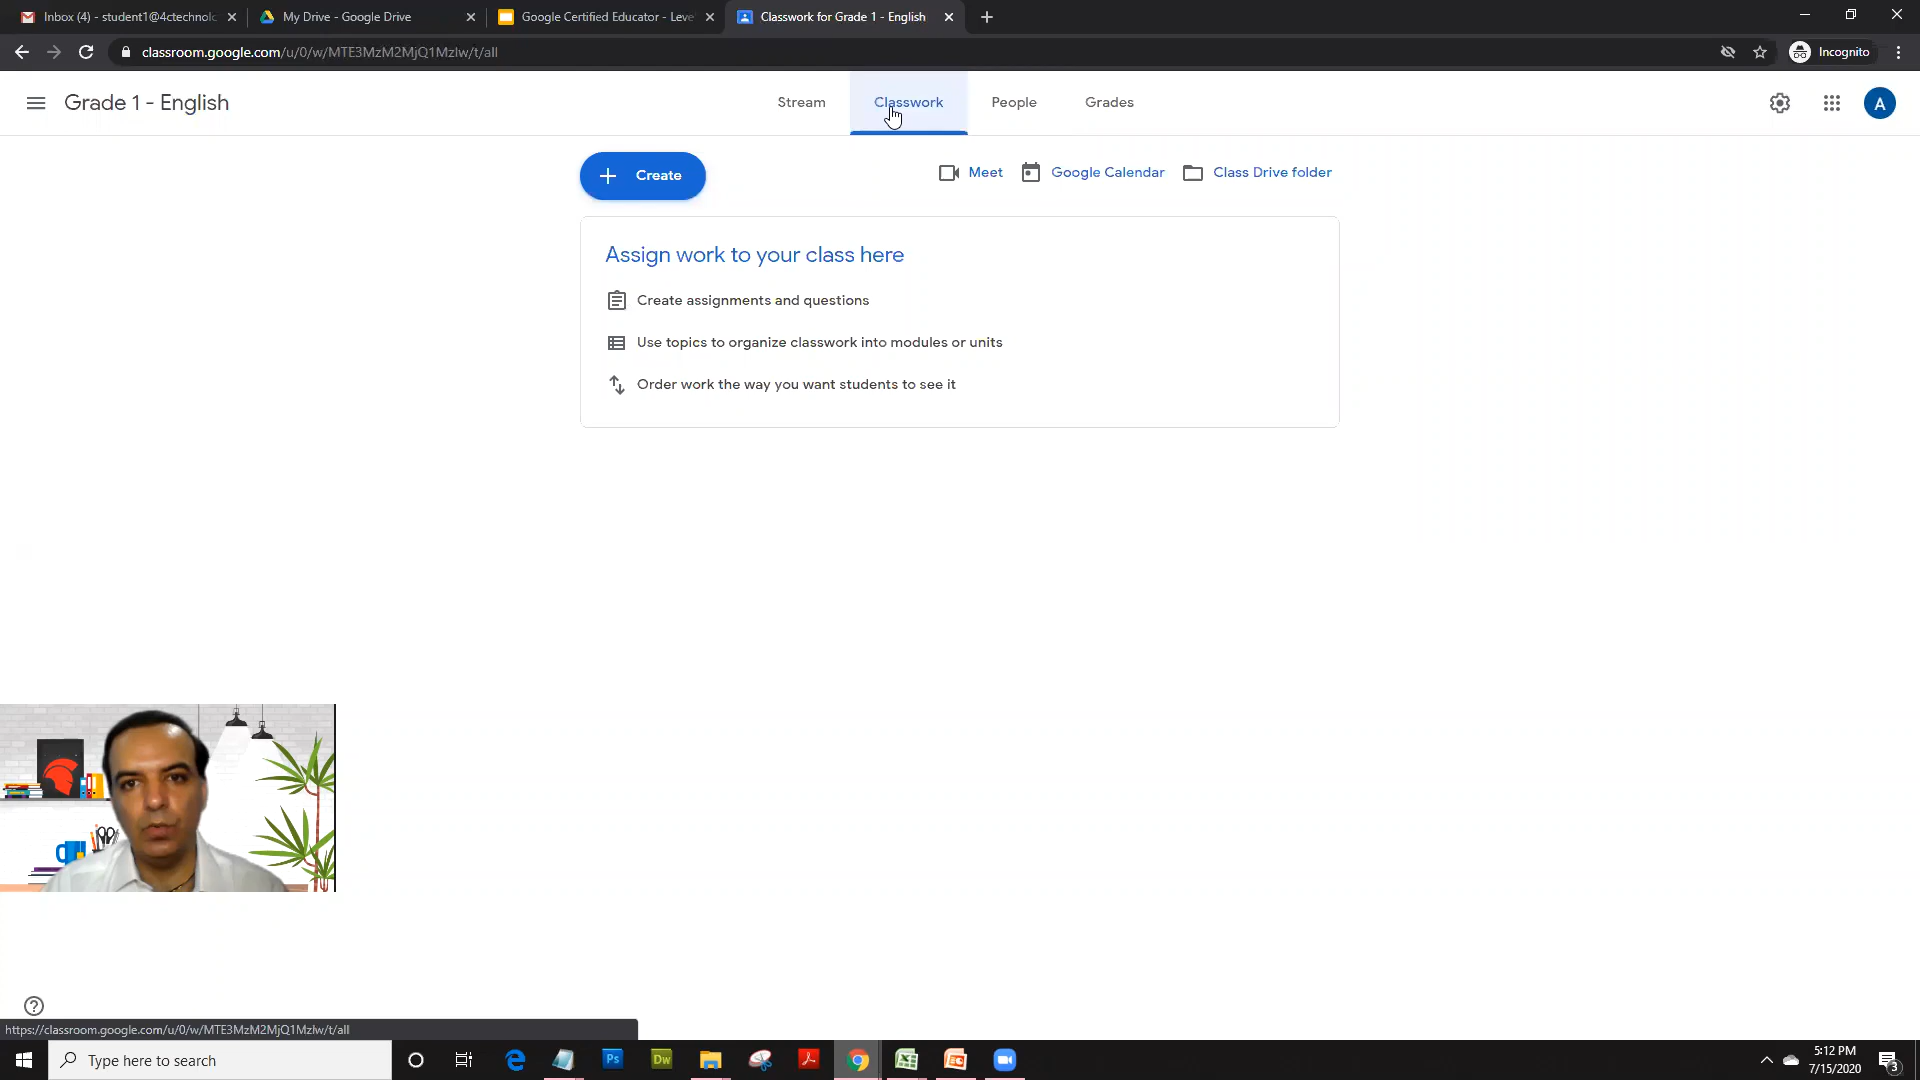 Inbox (4) - student1@4ctechnolo
My Drive - Google Drive
Google Certified Educator - Leve
Classwork for Grade 1 - English
classroom.google.com/u/0/w/MTE3MzM2MjQ1Mzlw/t/all
Incognito
Grade 1 - English
Stream
Classwork
People
Grades
A
Create
Meet
Google Calendar
Class Drive folder
Assign work to your class here
Create assignments and questions
Use topics to organize classwork into modules or units
Order work the way you want students to see it
https://classroom.google.com/u/0/w/MTE3MzM2MjQ1Mzlw/t/all
Type here to search
Ps
Dw
5:12 PM
7/15/2020
3